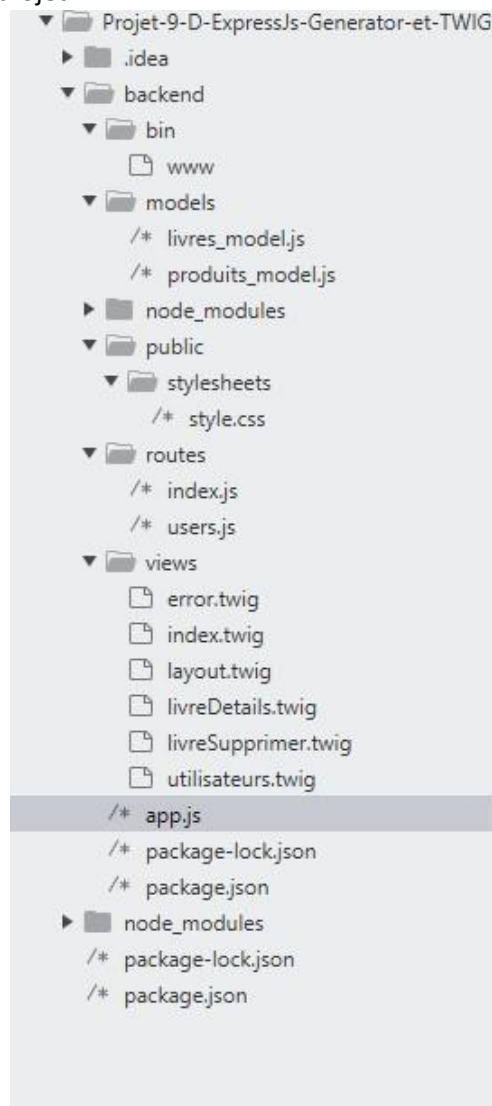 Projet-9-D-ExpressJs-Generator-et-TWIG
.idea
backend
bin
www
models
/* livres_model.js
/* produits_model.js
node_modules
public
stylesheets
/* style.css
routes
/* index.js
/* users.js
views
error.twig
index.twig
layout.twig
livreDetails.twig
livreSupprimer.twig
utilisateurs.twig
/* app.js
/* package-lock.json
/* package.json
node_modules
/* package-lock.json
/* package.json